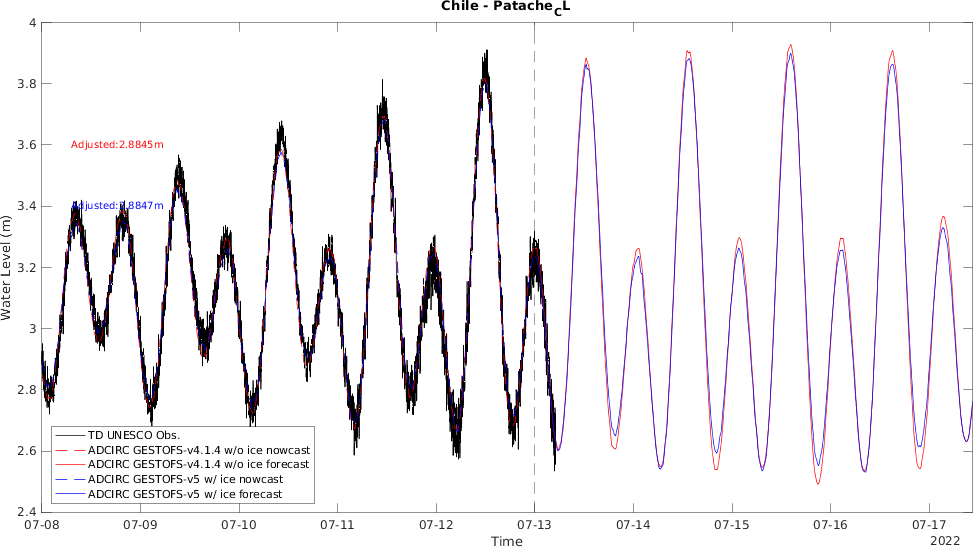 Chile - Patache_CL
4
3.8
3.6
3.4
3.2
3
2.8
2.6
2.4
Water Level (m)
Adjusted:2.8845m
Adjusted:2.8847m
TD UNESCO Obs.
ADCIRC GESTOFS-v4.1.4 w/o ice nowcast
ADCIRC GESTOFS-v4.1.4 w/o ice forecast
ADCIRC GESTOFS-v5 w/ ice nowcast
ADCIRC GESTOFS-v5 w/ ice forecast
07-08 07-09 07-10 07-11 07-12 07-13 07-14 07-15 07-16 07-17
Time
2022